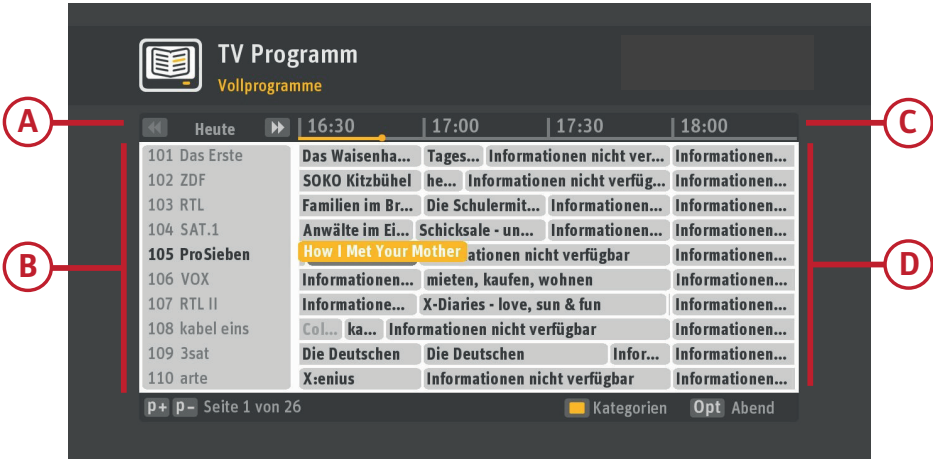 TV Programm
Vollprogramme
A Heute 16:30 17:00 17:30 18:00 C
101 Das Erste Das Waisenha... Tages... Informationen nicht ver... Informationen...
102 ZDF SOKO Kitzbühel he... Informationen nicht verfüg... Informationen...
103 RTL Familien im Br... Die Schulermit... Informationen... Informationen...
104 SAT.1 Anwälte im Ei... Schicksale - un... Informationen... Informationen...
B 105 ProSieben How I Met Your Mother ationen nicht verfügbar Informationen... D
106 VOX Informationen... mieten, kaufen, wohnen Informationen...
107 RTL II Informatione... X-Diaries - love, sun & fun Informationen...
108 kabel eins Col... ka... Informationen nicht verfügbar Informationen...
109 3sat Die Deutschen Die Deutschen Infor... Informationen...
110 arte X:enius Informationen nicht verfügbar Informationen...
p+ p- Seite 1 von 26 Kategorien Opt Abend